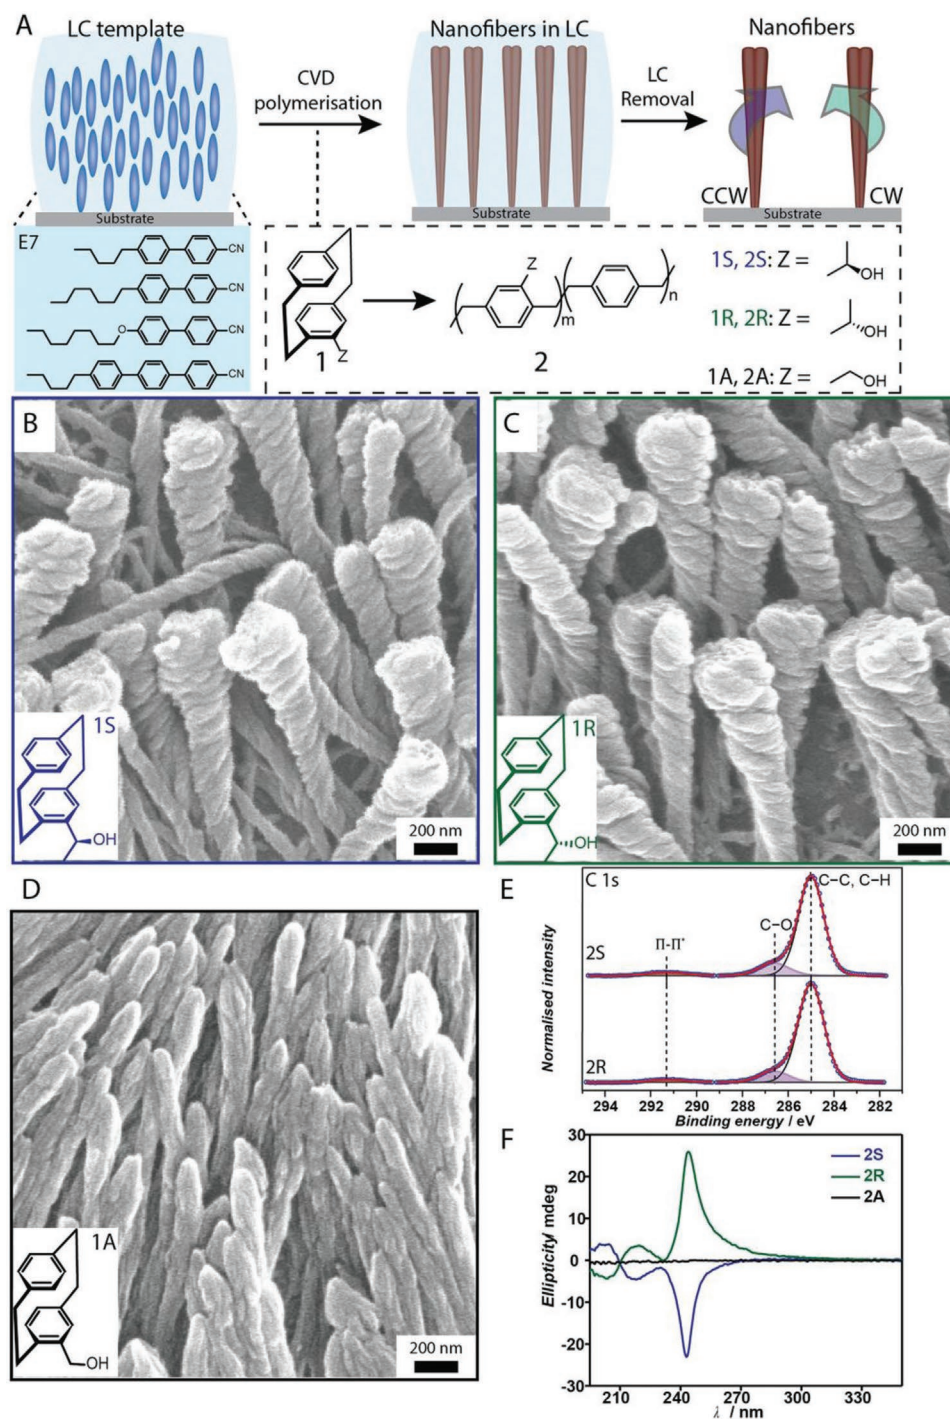 A
LC template
CVD
polymerisation
Nanofibers in LC
LC
Removal
Nanofibers
CCW
CW
Substrate
Substrate
Substrate
E7
CN
CN
O
CN
CN
1
Z
Z
m
n
2
1S, 2S: Z =
OH
1R, 2R: Z =
OH
1A, 2A: Z =
OH
B
1S
OH
200 nm
C
1R
OH
200 nm
D
1A
OH
200 nm
E
C 1s
C–C, C–H
C–O
Π-Π*
2S
2R
Normalised intensity
294 292 290 288 286 284 282
Binding energy / eV
F
2S
2R
2A
Ellipticity/ mdeg
30
20
10
0
-10
-20
-30
210 240 270 300 330
λ / nm